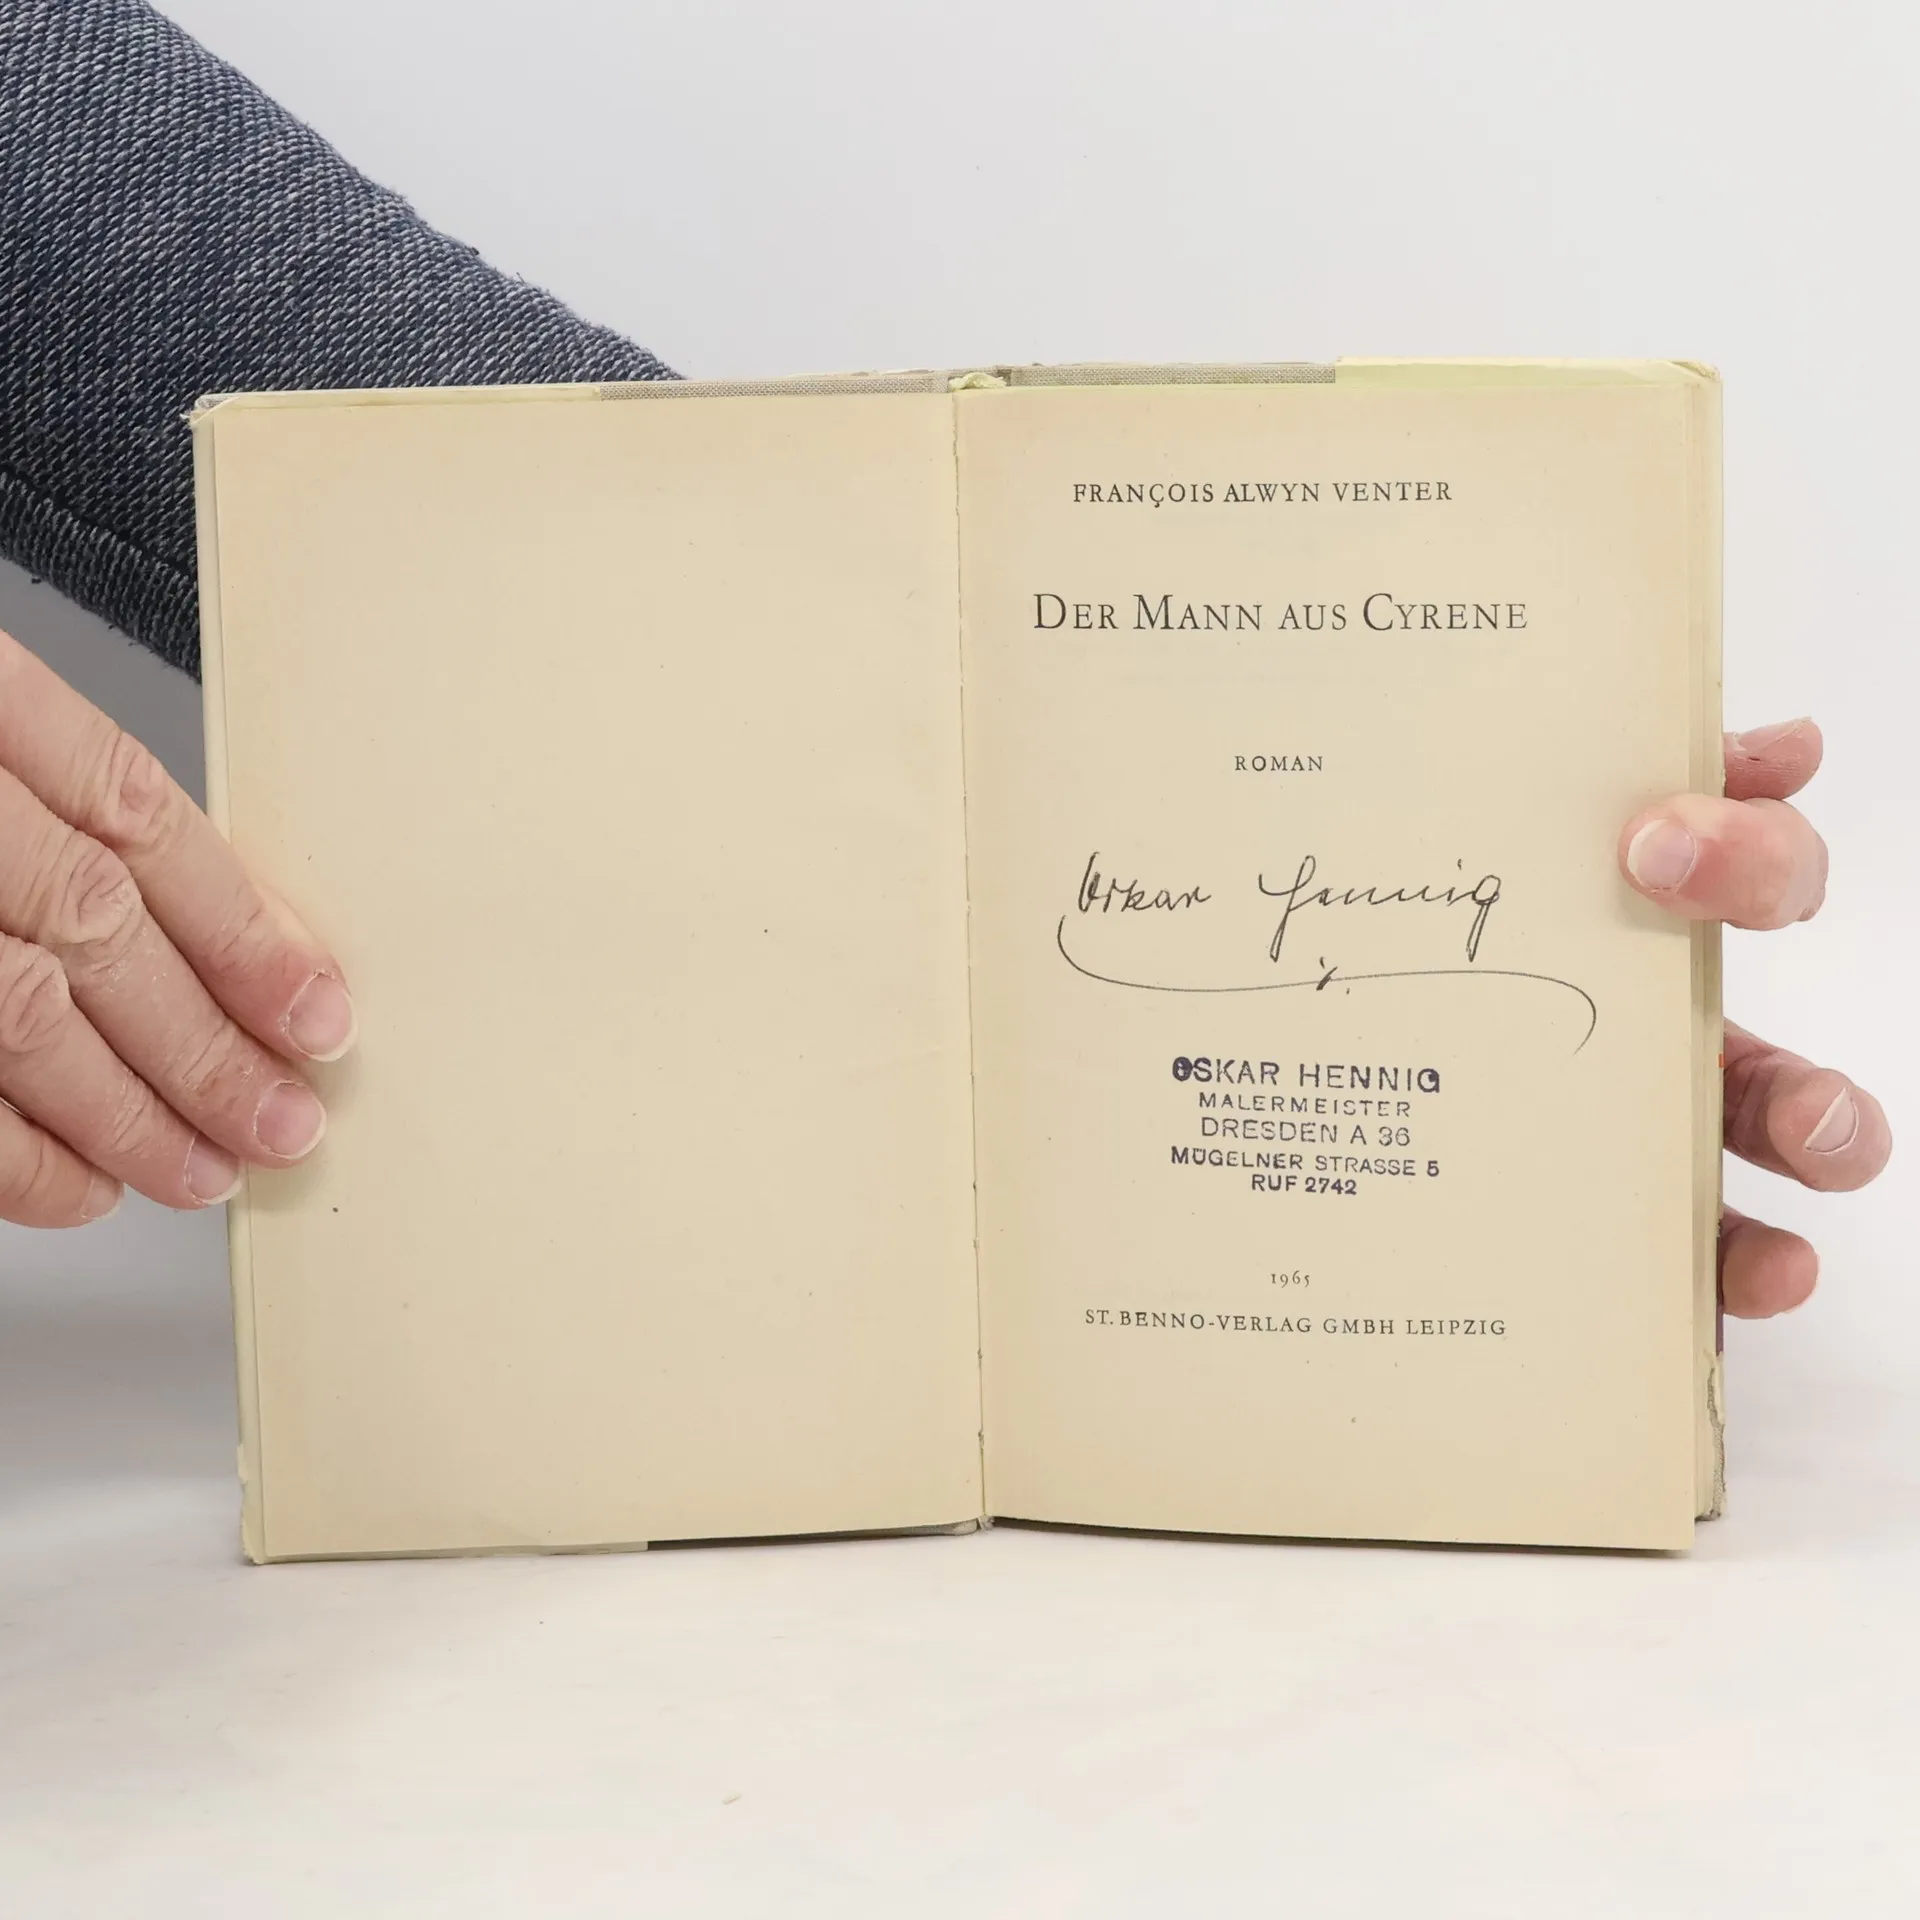 FRANÇOIS ALWYN VENTER
DER MANN AUS CYRENE
ROMAN
Oskar Hennig
OSKAR HENNIG
MALERMEISTER
DRESDEN A 36
MÜGELNER STRASSE 5
RUF 2742
1965
ST. BENNO-VERLAG GMBH LEIPZIG